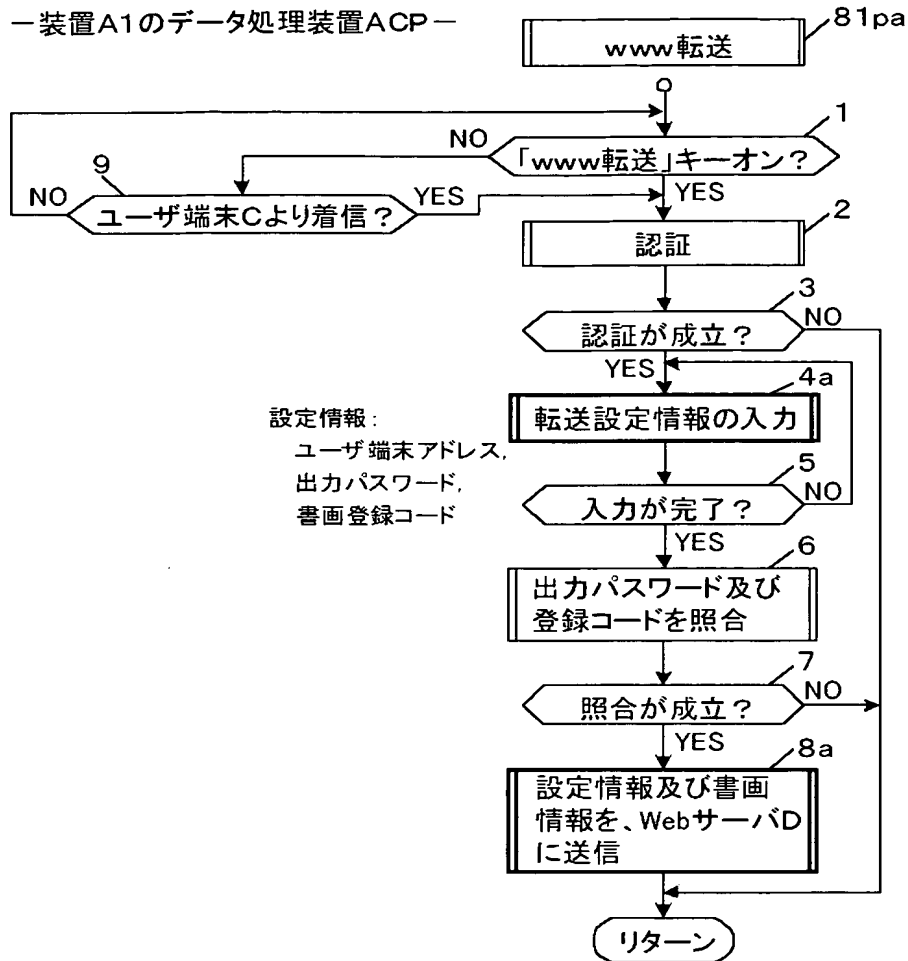 －装置A1のデータ処理装置ACP－
81pa
www転送
1
「www転送」キーオン？
NO
YES
9
ユーザ端末Cより着信？
NO
YES
2
認証
3
認証が成立？
NO
YES
4a
転送設定情報の入力
設定情報：
ユーザ端末アドレス,
出力パスワード,
書画登録コード
5
入力が完了？
NO
YES
6
出力パスワード及び
登録コードを照合
7
照合が成立？
NO
YES
8a
設定情報及び書画
情報を、WebサーバD
に送信
リターン